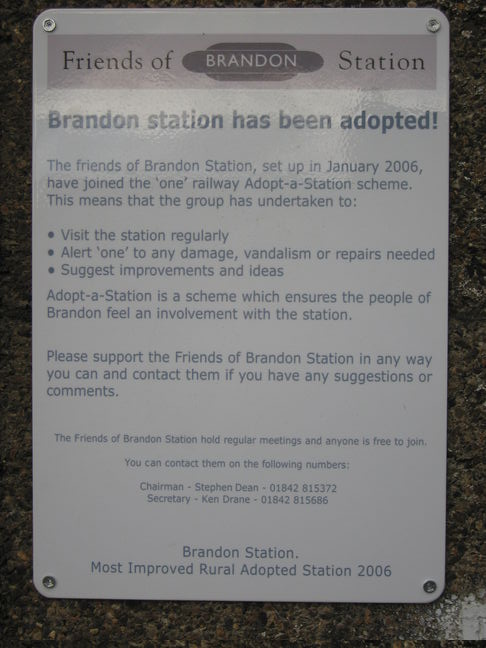 Friends of BRANDON Station
Brandon station has been adopted!
The friends of Brandon Station, set up in January 2006,
have joined the 'one' railway Adopt-a-Station scheme.
This means that the group has undertaken to:
• Visit the station regularly
• Alert 'one' to any damage, vandalism or repairs needed
• Suggest improvements and ideas
Adopt-a-Station is a scheme which ensures the people of
Brandon feel an involvement with the station.
Please support the Friends of Brandon Station in any way
you can and contact them if you have any suggestions or
comments.
The Friends of Brandon Station hold regular meetings and anyone is free to join.
You can contact them on the following numbers:
Chairman - Stephen Dean - 01842 815372
Secretary - Ken Drane - 01842 815686
Brandon Station.
Most Improved Rural Adopted Station 2006